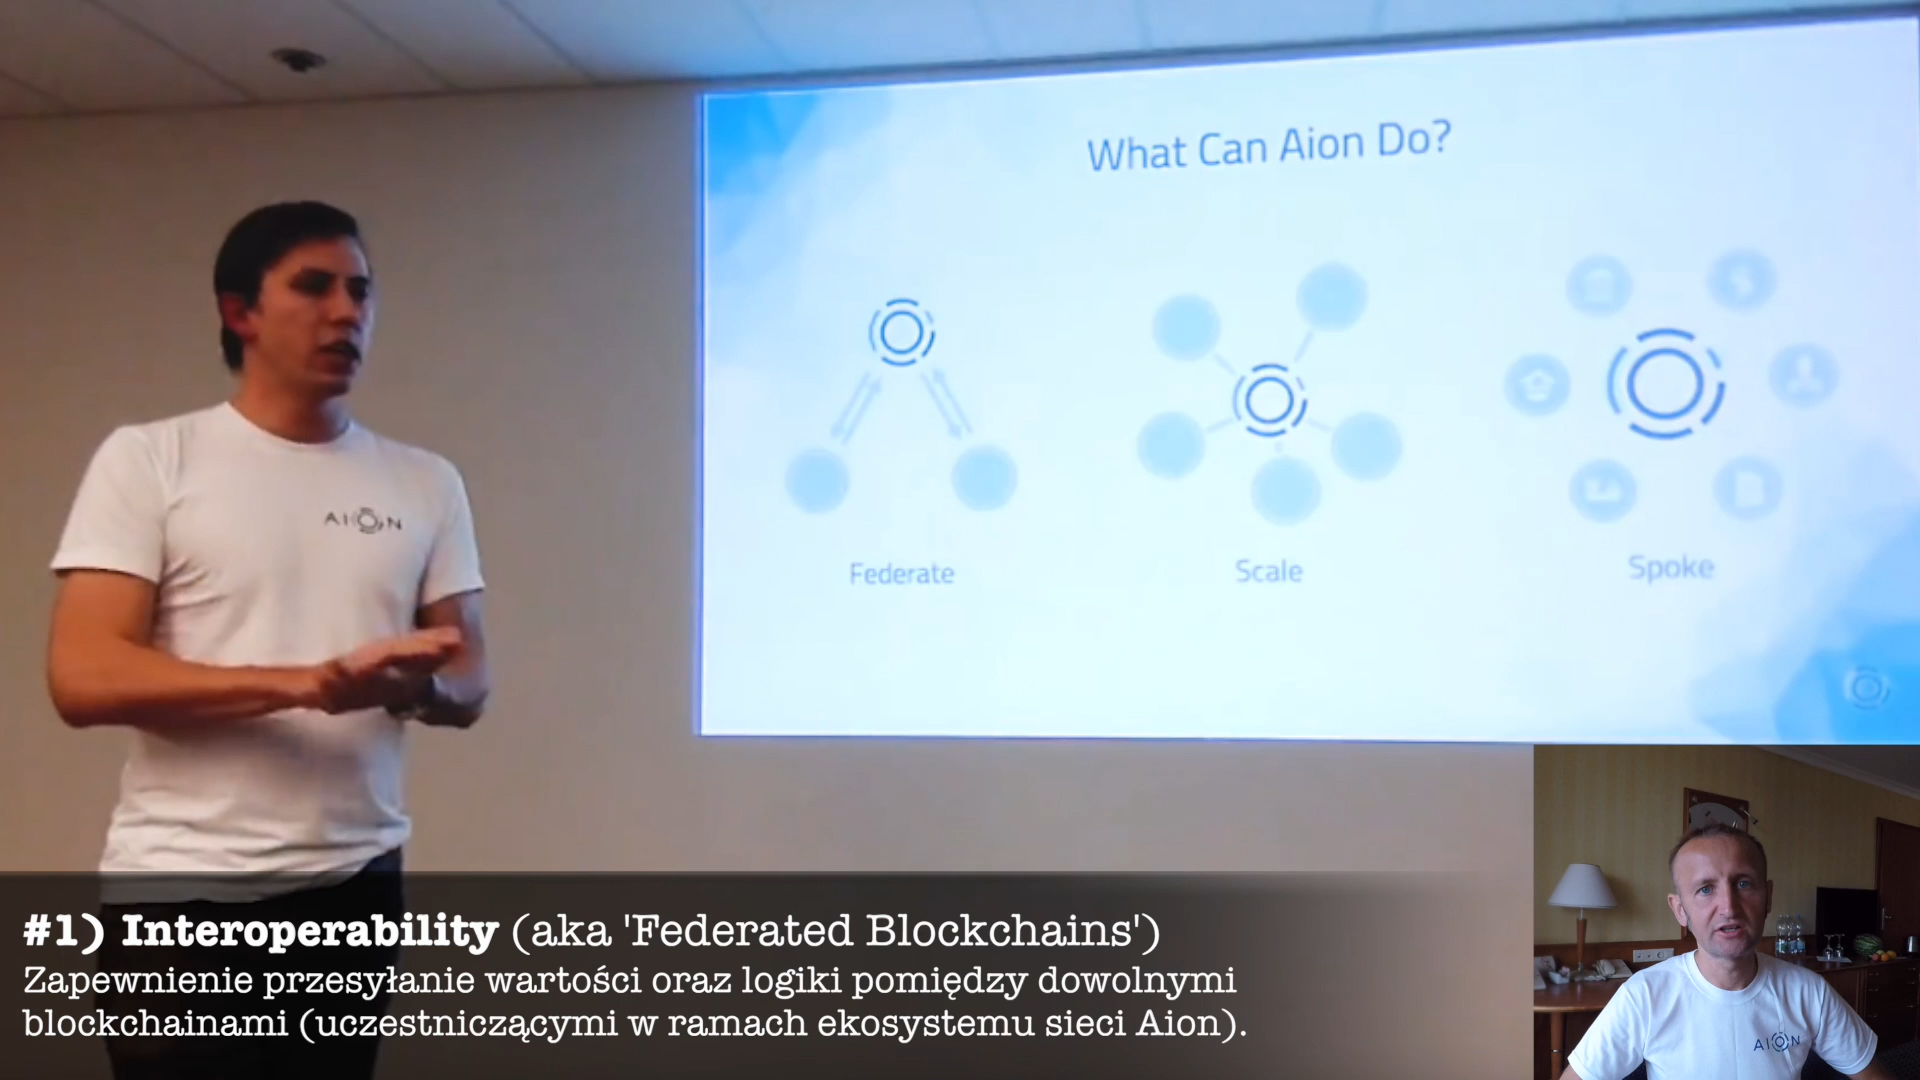 What Can Aion Do?
Federate
Scale
Spoke
AION
#1) Interoperability (aka 'Federated Blockchains')
Zapewnienie przesyłanie wartości oraz logiki pomiędzy dowolnymi
blockchainami (uczestniczącymi w ramach ekosystemu sieci Aion).
AION